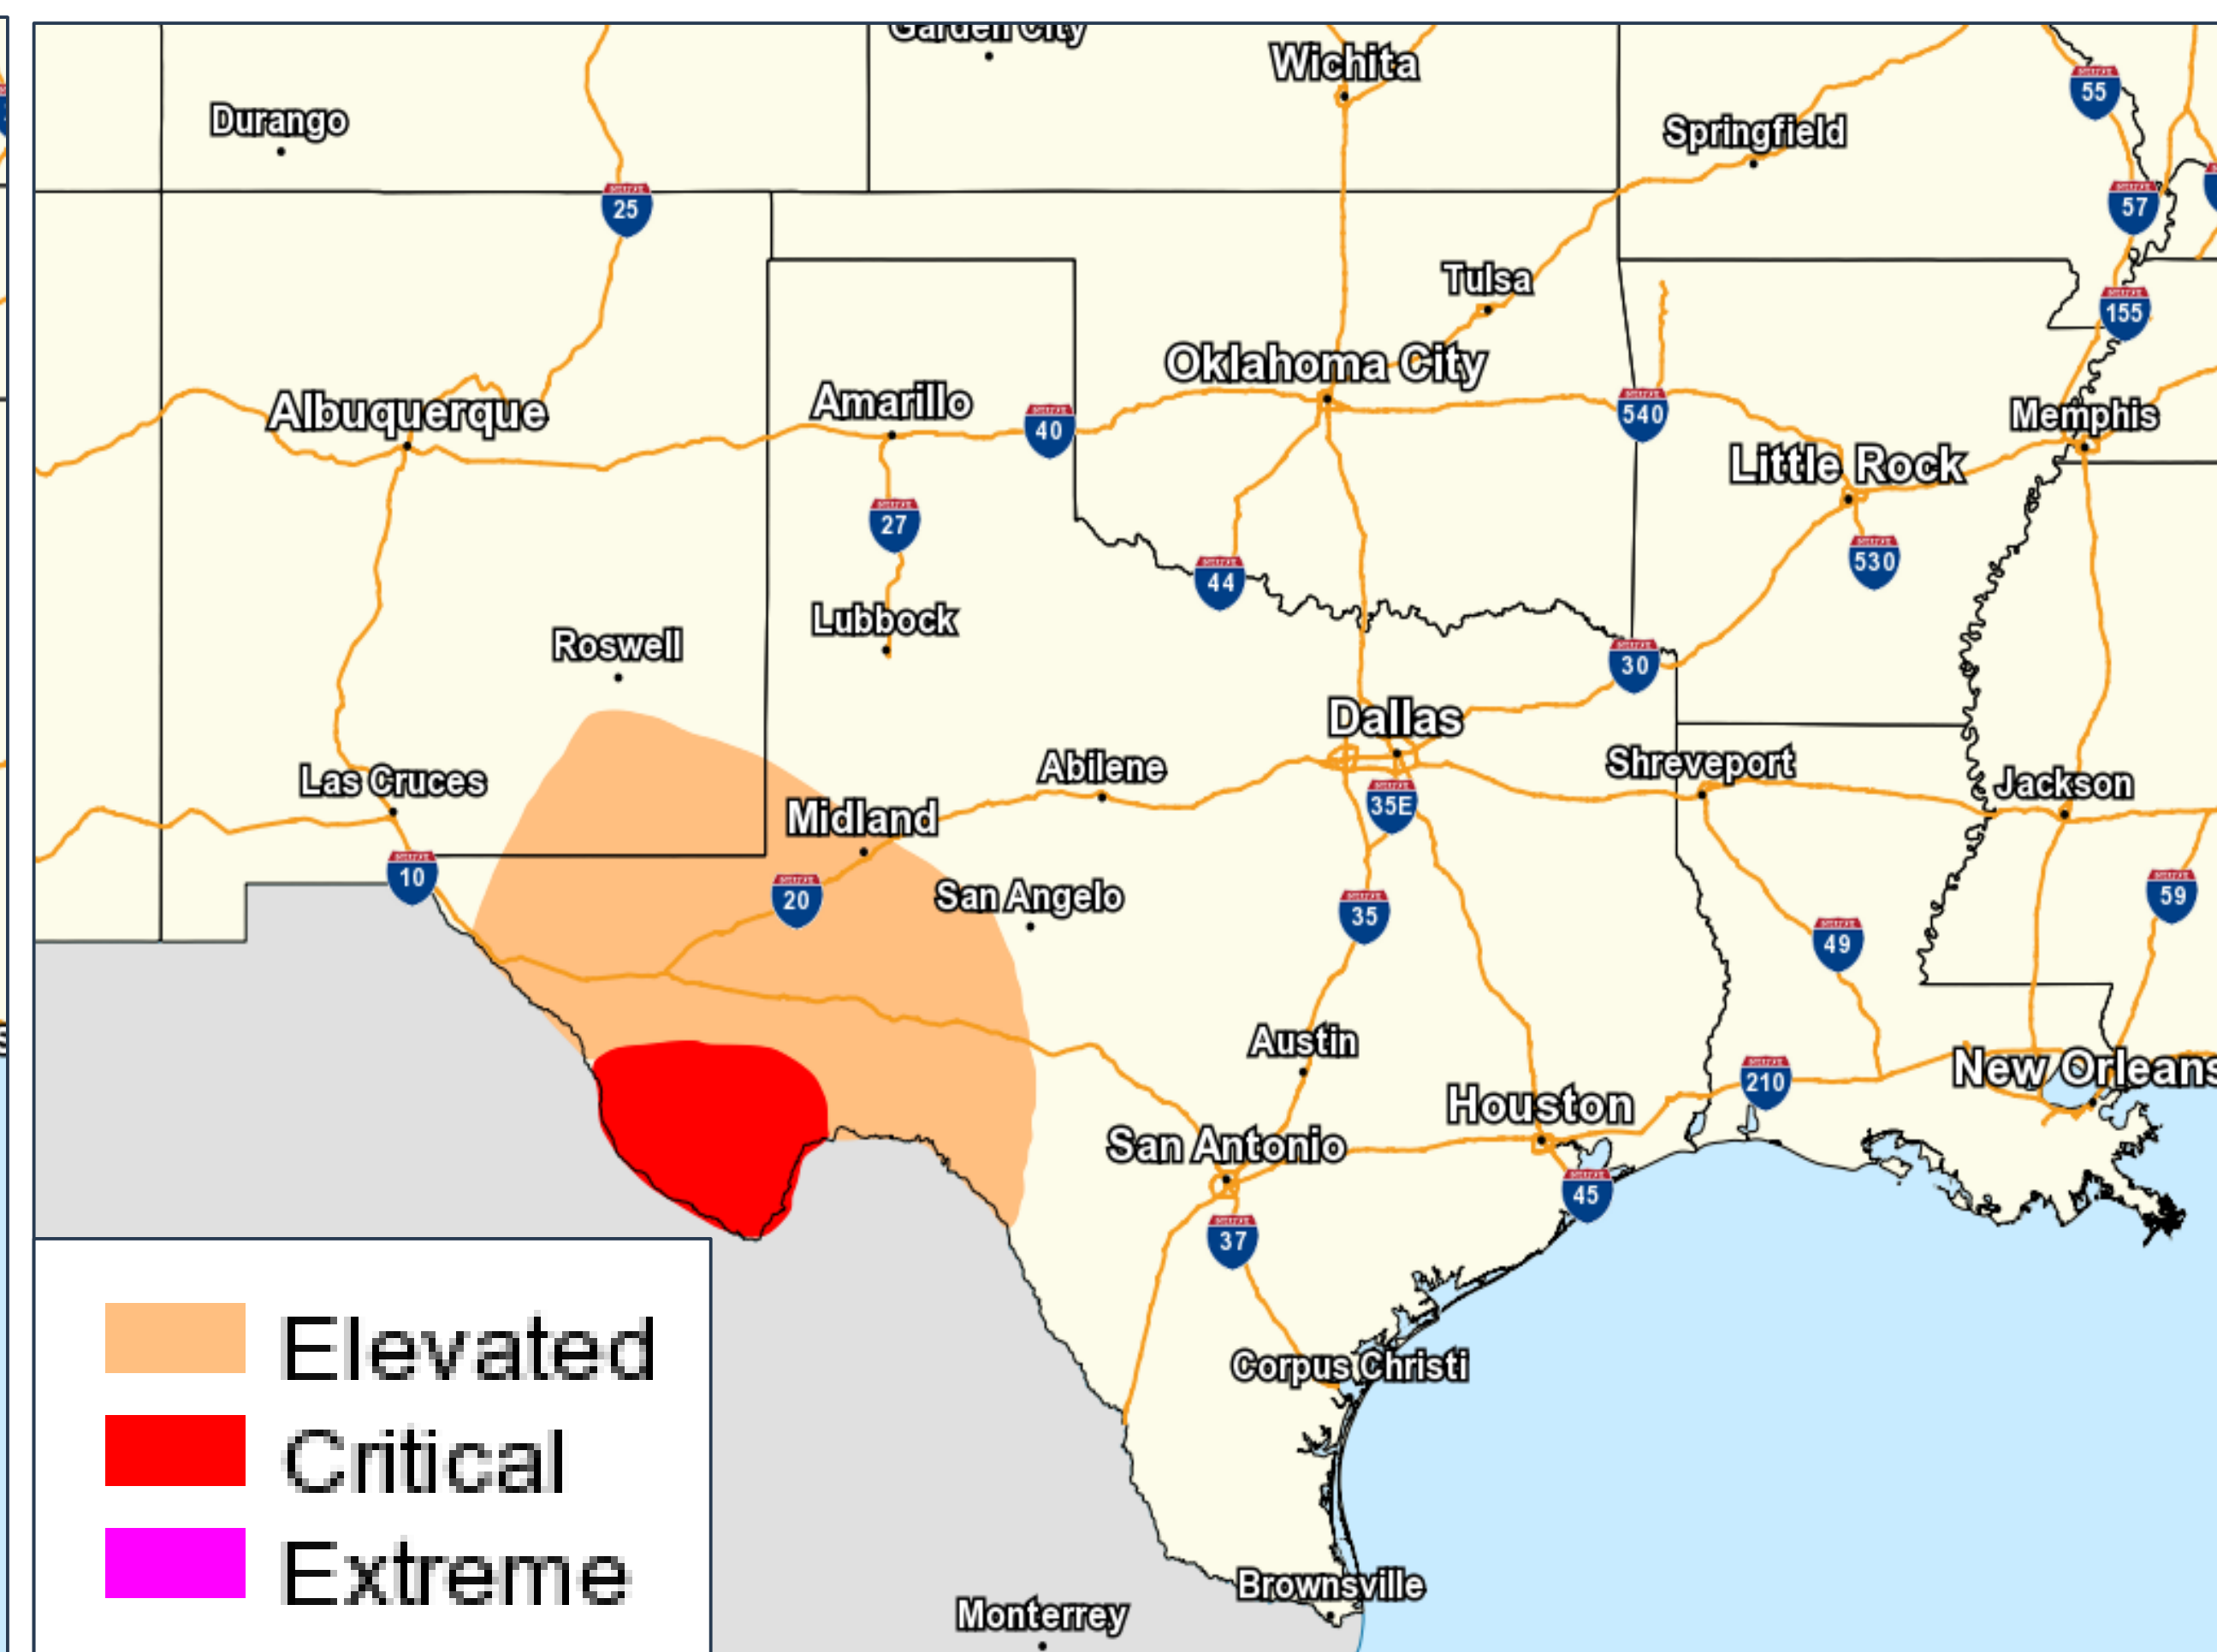 Garden City
Wichita
55
Durango
Springfield
25
57
Tulsa
155
Oklahoma City
Albuquerque
Amarillo
40
540
Memphis
Little Rock
27
44
530
Lubbock
Roswell
30
Dallas
Las Cruces
Abilene
Shreveport
Jackson
Midland
35E
10
20
San Angelo
35
59
49
Austin
New Orleans
210
Houston
San Antonio
45
37
Elevated
Corpus Christi
Critical
Extreme
Brownsville
Monterrey